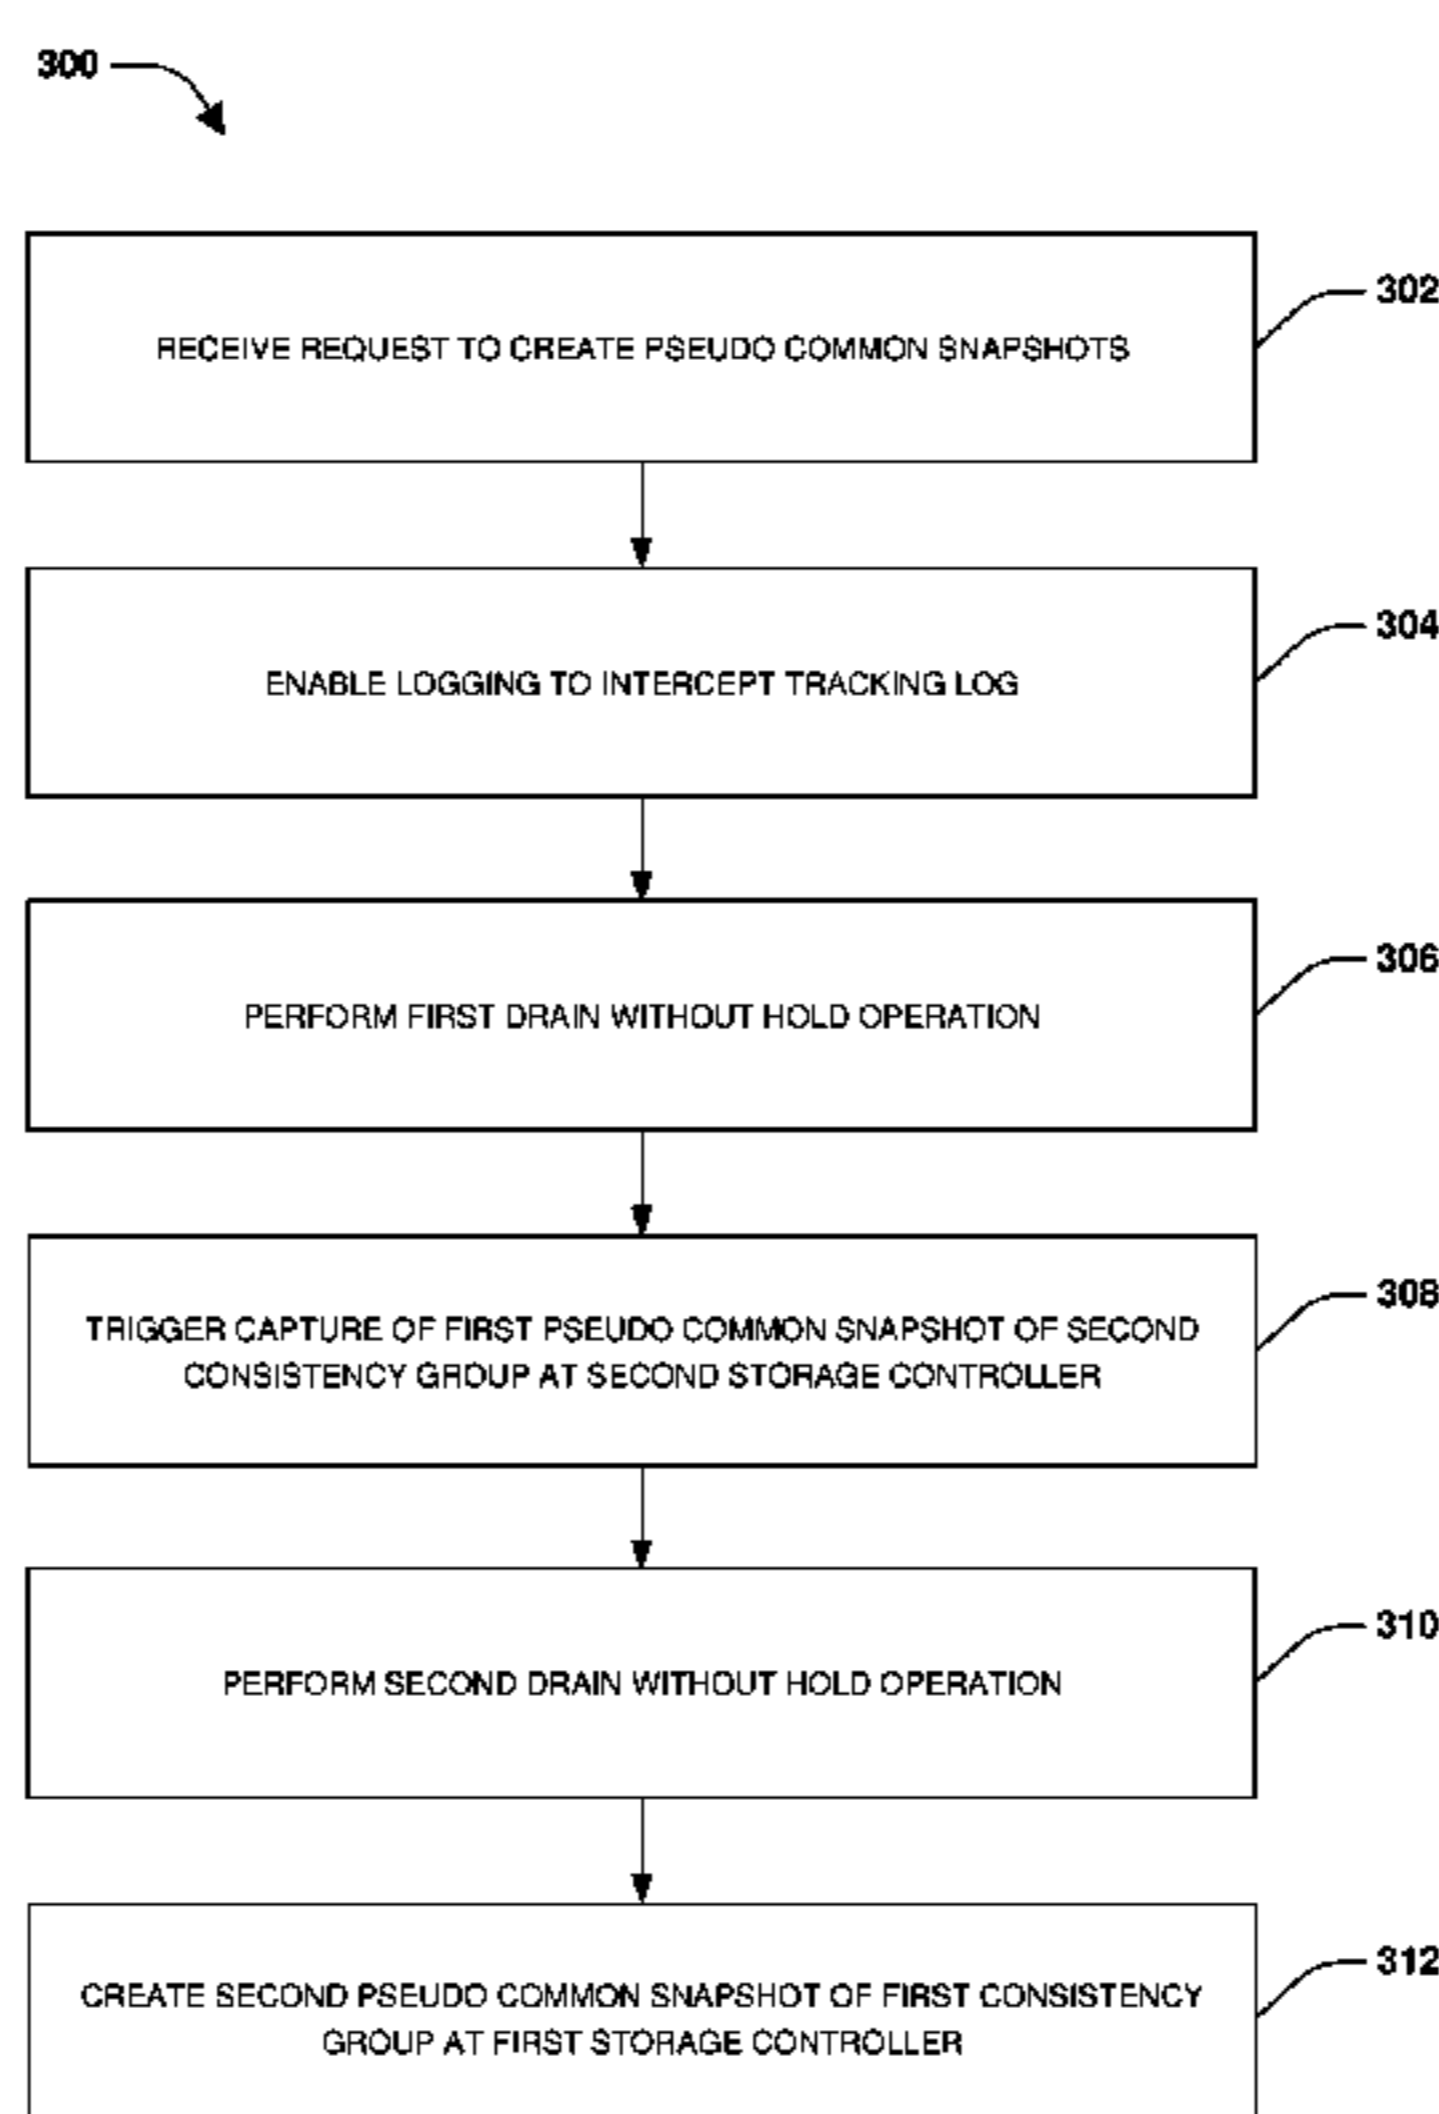 300
302
RECEIVE REQUEST TO CREATE PSEUDO COMMON SNAPSHOTS
304
ENABLE LOGGING TO INTERCEPT TRACKING LOG
306
PERFORM FIRST DRAIN WITHOUT HOLD OPERATION
308
TRIGGER CAPTURE OF FIRST PSEUDO COMMON SNAPSHOT OF SECOND
CONSISTENCY GROUP AT SECOND STORAGE CONTROLLER
310
PERFORM SECOND DRAIN WITHOUT HOLD OPERATION
312
CREATE SECOND PSEUDO COMMON SNAPSHOT OF FIRST CONSISTENCY
GROUP AT FIRST STORAGE CONTROLLER